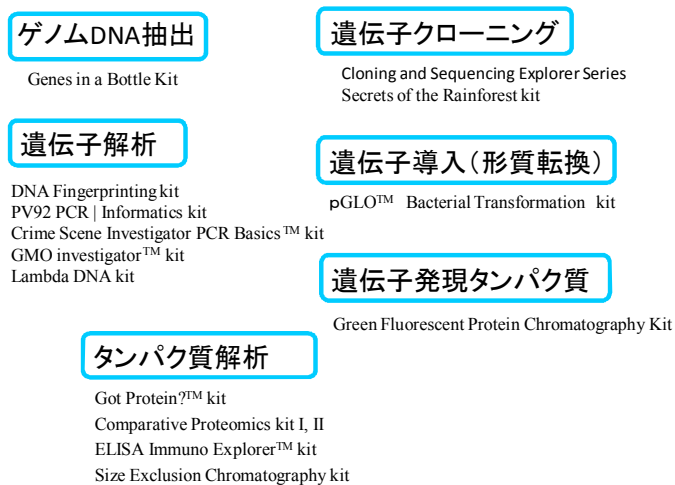 ゲノムDNA抽出
Genes in a Bottle Kit
遺伝子解析
DNA Fingerprinting kit
PV92 PCR | Informatics kit
Crime Scene Investigator PCR Basics™ kit
GMO investigator™ kit
Lambda DNA kit
タンパク質解析
Got Protein?™ kit
Comparative Proteomics kit I, II
ELISA Immuno Explorer™ kit
Size Exclusion Chromatography kit
遺伝子クローニング
Cloning and Sequencing Explorer Series
Secrets of the Rainforest kit
遺伝子導入（形質転換）
pGLO™ Bacterial Transformation kit
遺伝子発現タンパク質
Green Fluorescent Protein Chromatography Kit